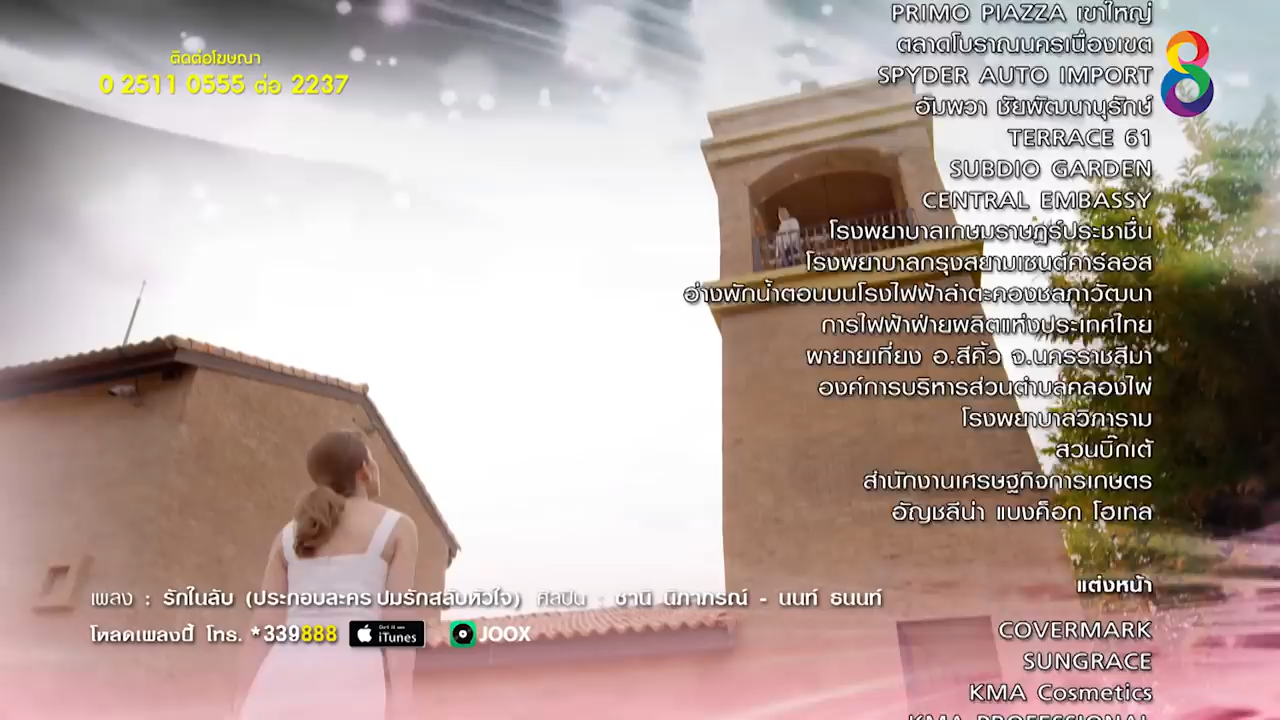 ติดต่อโฆษณา
0 2511 0555 ต่อ 2237
8
PRIMO PIAZZA เขาใหญ่
ตลาดโบราณนครเนื่องเขต
SPYDER AUTO IMPORT
อัมพวา ชัยพัฒนานุรักษ์
TERRACE 61
SUBDIO GARDEN
CENTRAL EMBASSY
โรงพยาบาลเกษมราษฎร์ประชาชื่น
โรงพยาบาลกรุงสยามเซนต์คาร์ลอส
อ่างพักน้ำตอนบนโรงไฟฟ้าลำตะคองชลภาวัฒนา
การไฟฟ้าฝ่ายผลิตแห่งประเทศไทย
พายายเที่ยง อ.สีคิ้ว จ.นครราชสีมา
องค์การบริหารส่วนตำบลคลองไผ่
โรงพยาบาลวิภาราม
สวนบิ๊กเต้
สำนักงานเศรษฐกิจการเกษตร
อัญชลีน่า แบงค็อก โฮเทล
แต่งหน้า
COVERMARK
SUNGRACE
KMA Cosmetics
KMA PROFESSIONAL
เพลง : รักในลับ (ประกอบละคร ปมรักสลับหัวใจ) ศิลปิน : ซานิ นิภาภรณ์ - นนท์ ธนนท์
โหลดเพลงนี้ โทร. *339888 iTunes JOOX